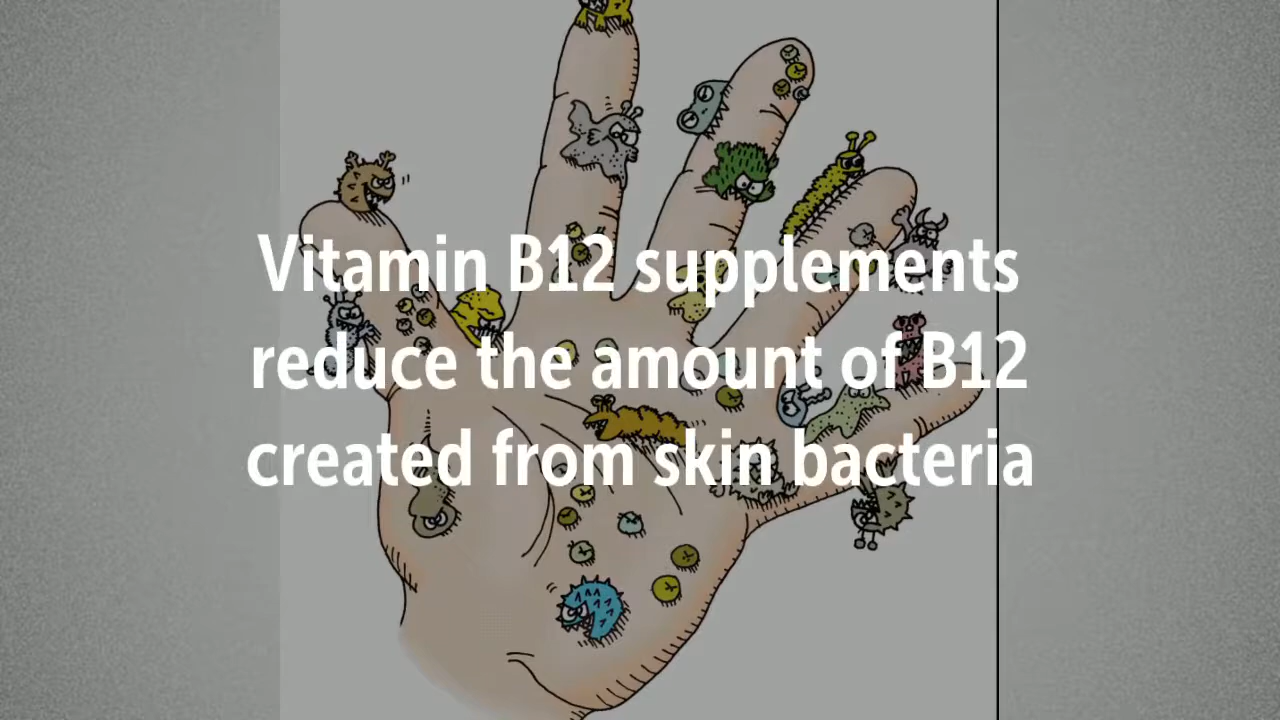 Vitamin B12 supplements
reduce the amount of B12
created from skin bacteria